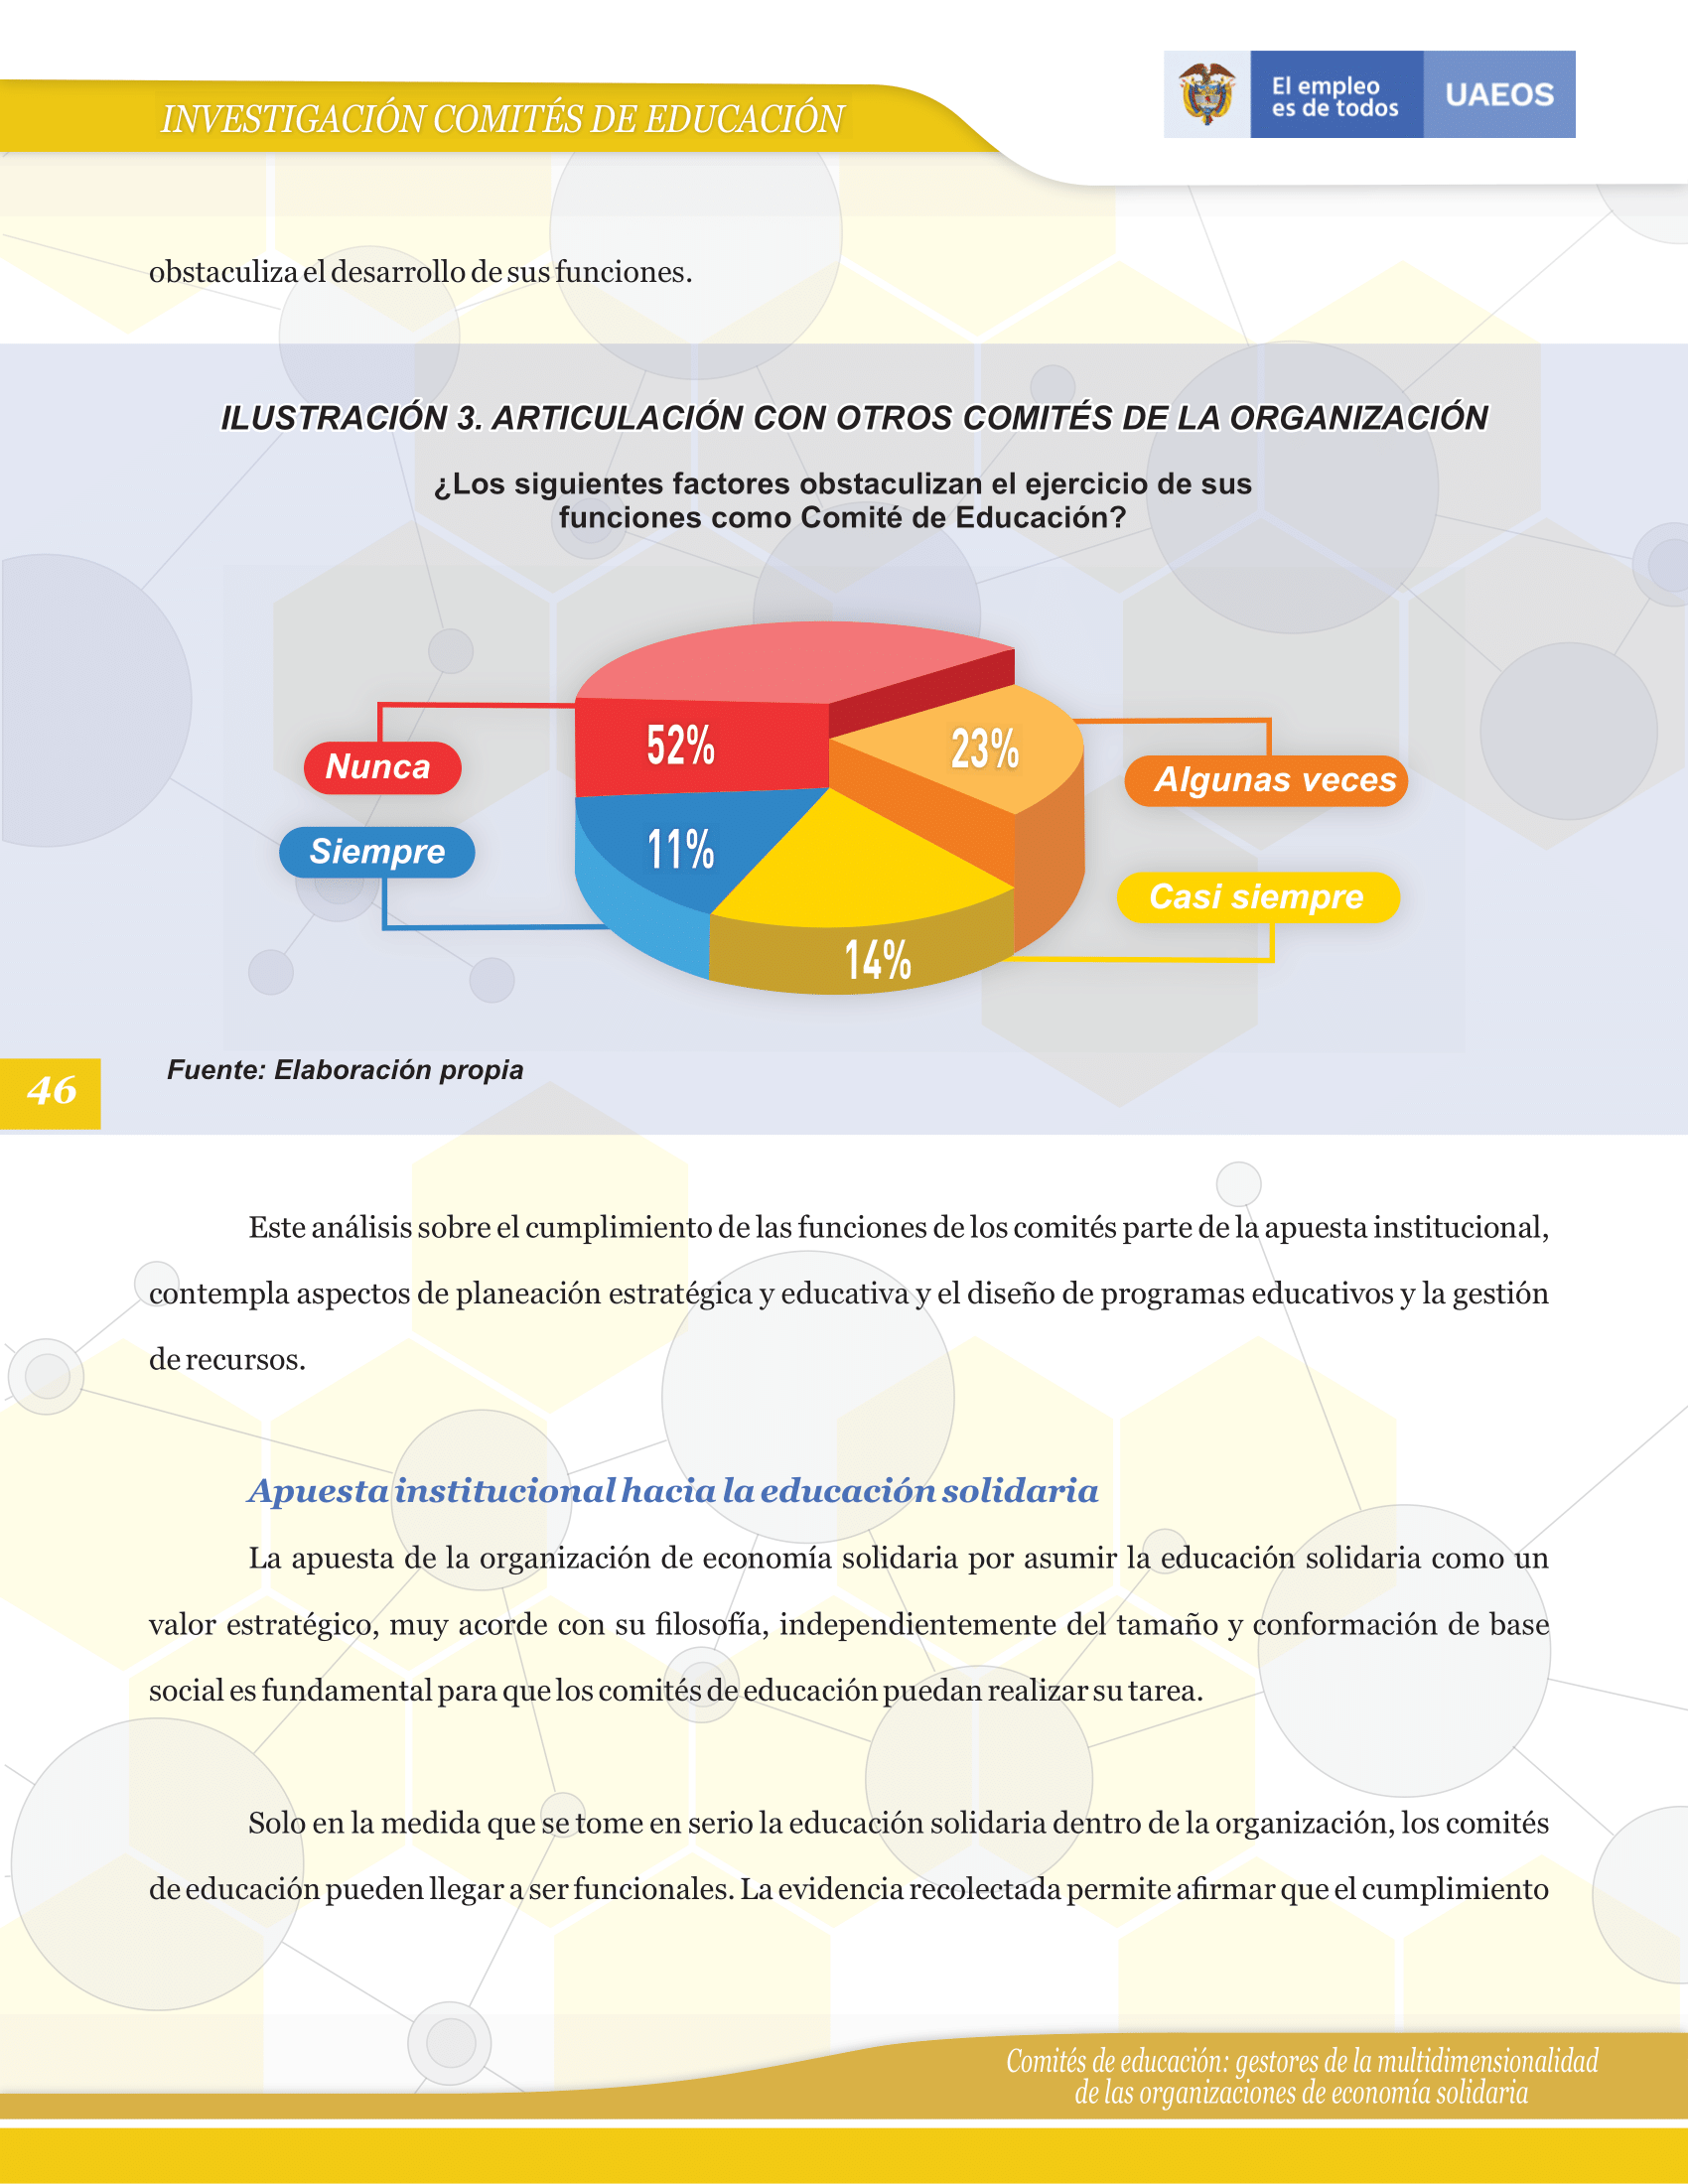 INVESTIGACIÓN COMITÉS DE EDUCACIÓN
El empleo
es de todos
UAEOS
obstaculiza el desarrollo de sus funciones.
ILUSTRACIÓN 3. ARTICULACIÓN CON OTROS COMITÉS DE LA ORGANIZACIÓN
¿Los siguientes factores obstaculizan el ejercicio de sus
funciones como Comité de Educación?
52%
23%
Nunca
Algunas veces
Siempre
11%
Casi siempre
14%
Fuente: Elaboración propia
46
Este análisis sobre el cumplimiento de las funciones de los comités parte de la apuesta institucional,
contempla aspectos de planeación estratégica y educativa y el diseño de programas educativos y la gestión
de recursos.
Apuesta institucional hacia la educación solidaria
La apuesta de la organización de economía solidaria por asumir la educación solidaria como un
valor estratégico, muy acorde con su filosofía, independientemente del tamaño y conformación de base
social es fundamental para que los comités de educación puedan realizar su tarea.
Solo en la medida que se tome en serio la educación solidaria dentro de la organización, los comités
de educación pueden llegar a ser funcionales. La evidencia recolectada permite afirmar que el cumplimiento
Comités de educación: gestores de la multidimensionalidad
de las organizaciones de economía solidaria